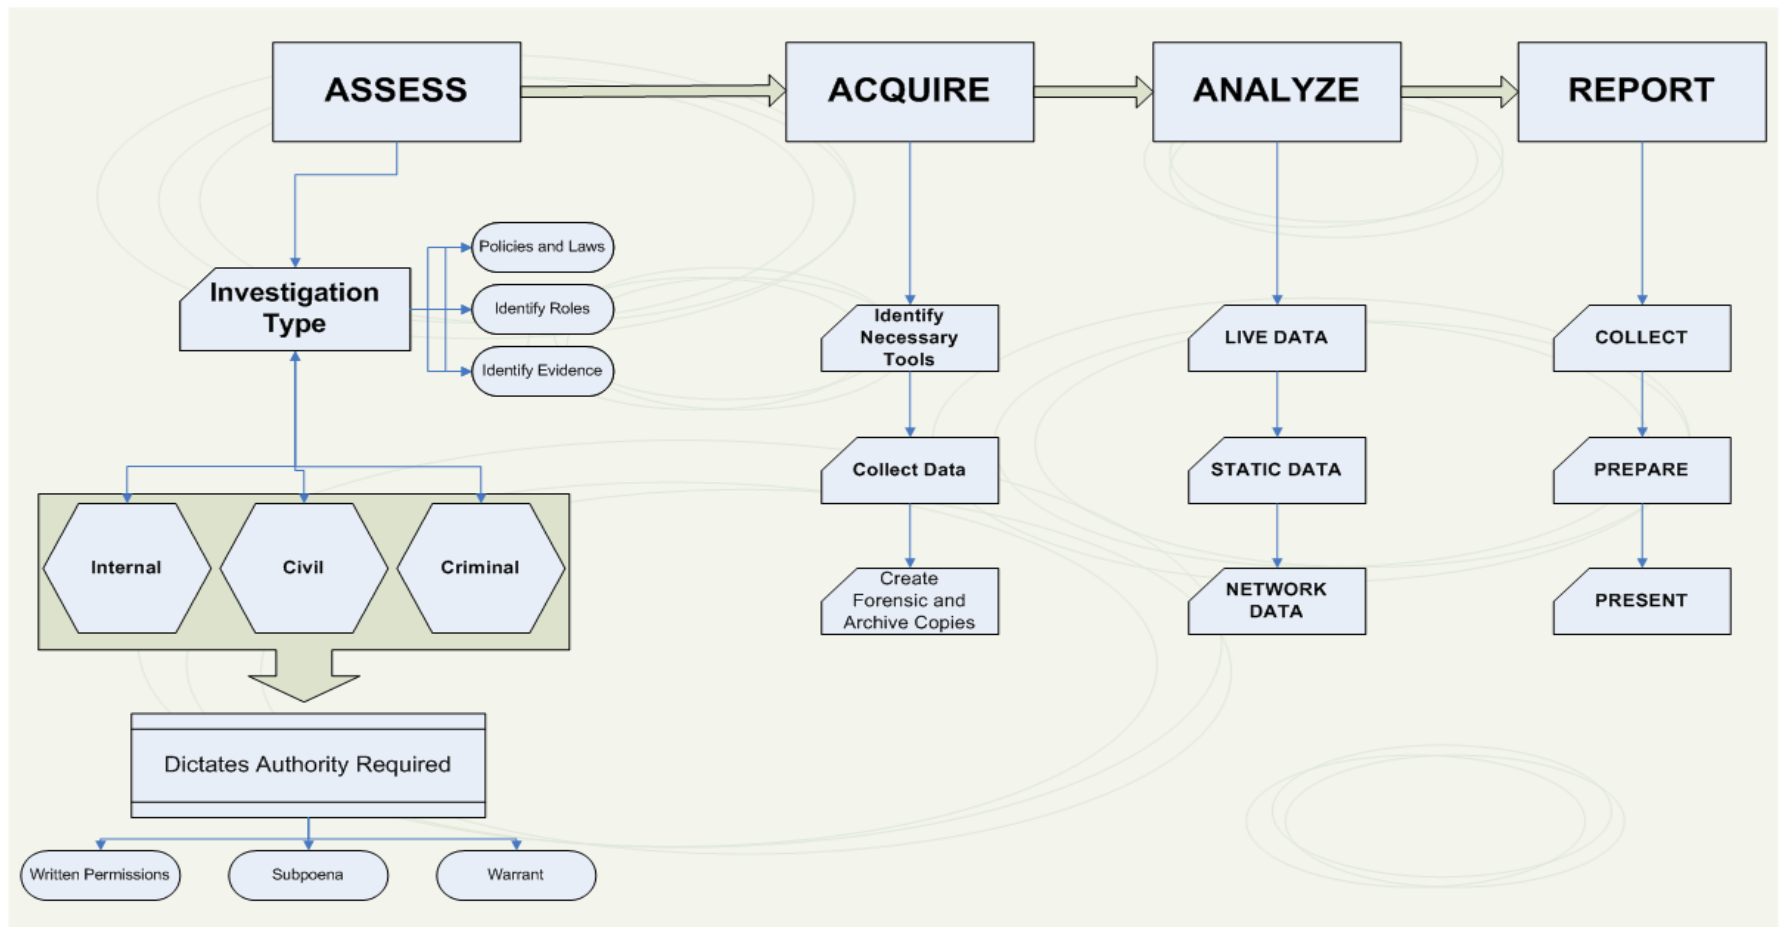 ASSESS
ACQUIRE
ANALYZE
REPORT
Policies and Laws
Investigation
Type
Identify Roles
Identify Evidence
Internal
Civil
Criminal
Dictates Authority Required
Written Permissions
Subpoena
Warrant
Identify
Necessary
Tools
Collect Data
Create
Forensic and
Archive Copies
LIVE DATA
STATIC DATA
NETWORK
DATA
COLLECT
PREPARE
PRESENT